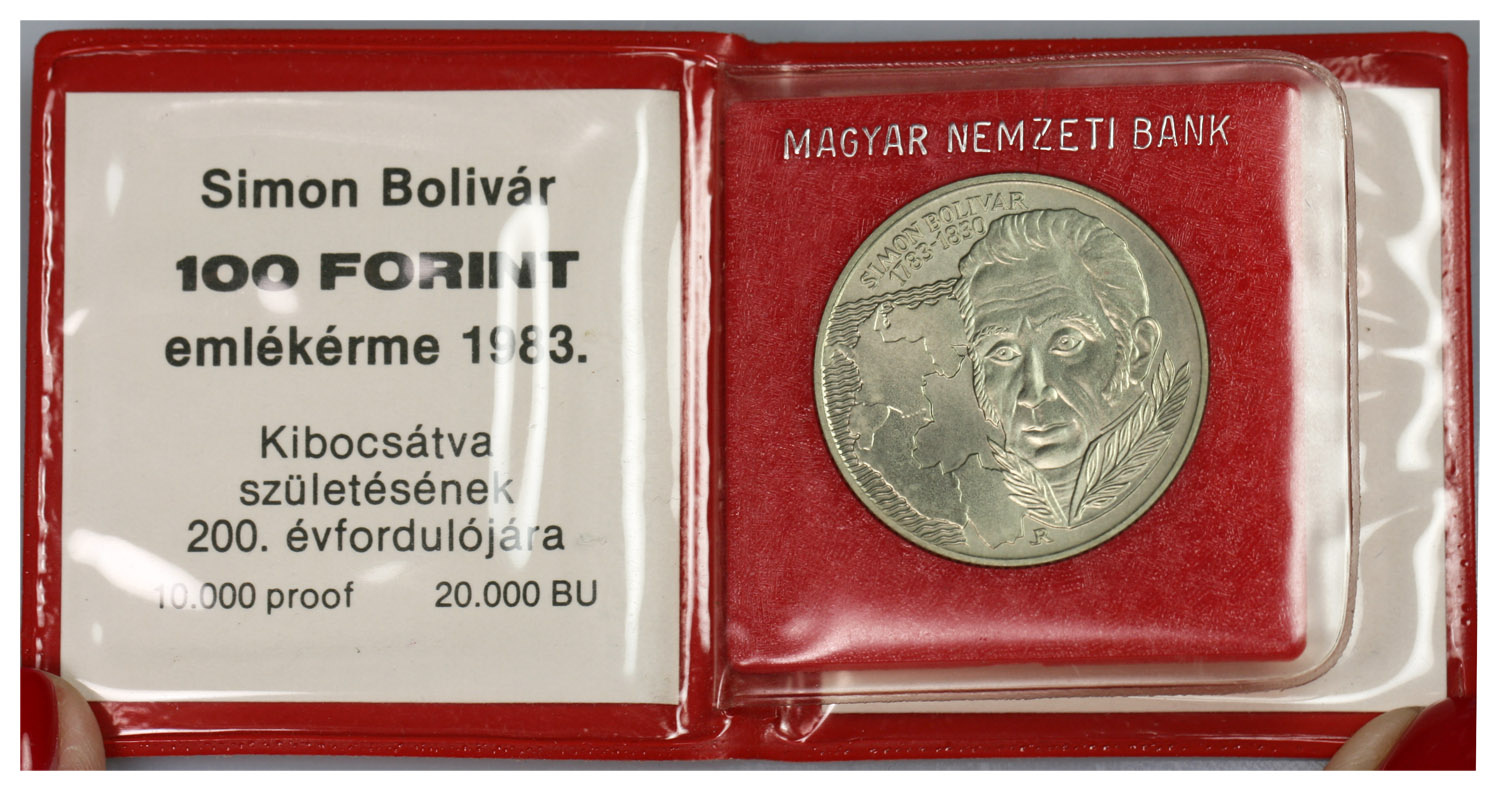 Simon Bolivár
100 FORINT
emlékérme 1983.
Kibocsátva
születésének
200. évfordulójára
10.000 proof 20.000 BU
MAGYAR NEMZETI BANK
SIMON BOLIVAR
1783-1830